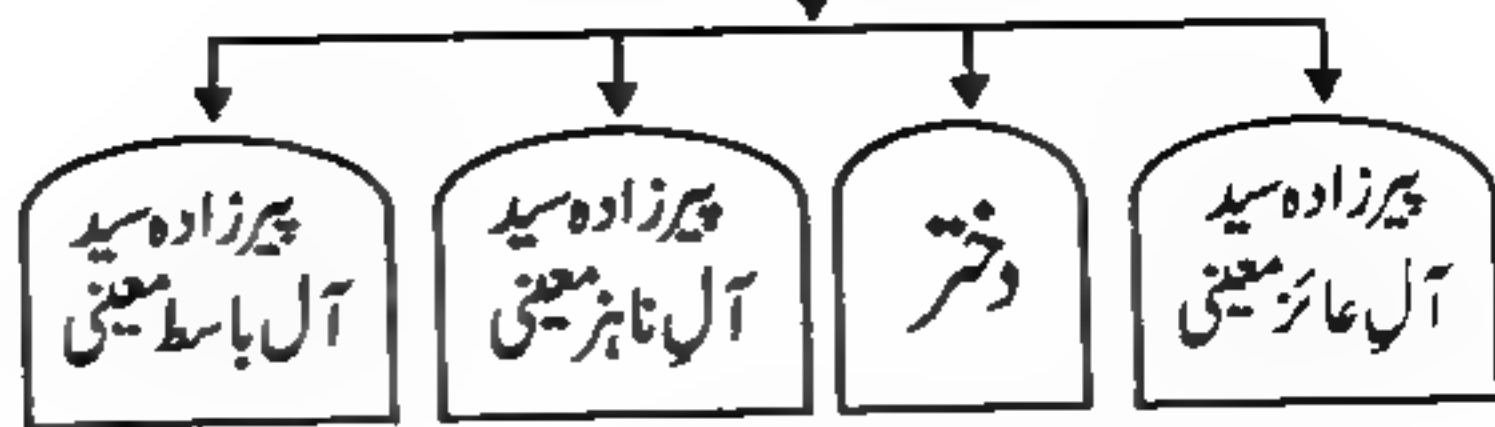 پیرزادہ سید
آلِ عائز معینی
دختر
پیرزادہ سید
آلِ ناہز معینی
پیرزادہ سید
آل باسط معینی